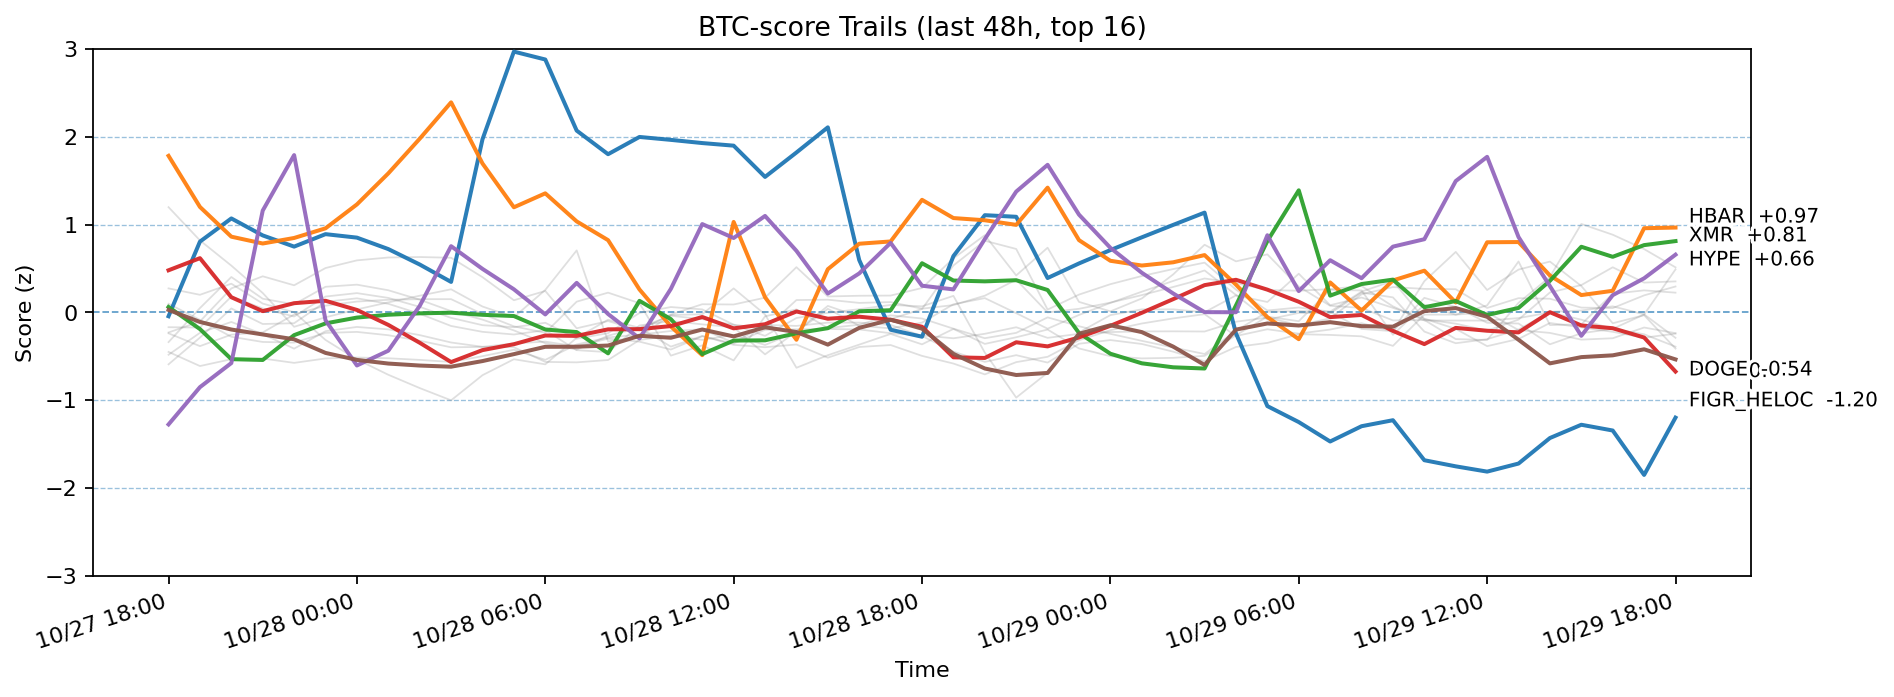 BTC-score Trails (last 48h, top 16)
Score (z)
3
2
1
0
−1
−2
−3
HBAR +0.97
XMR +0.81
HYPE +0.66
DOGE -0.54
FIGR_HELOC -1.20
10/27 18:00
10/28 00:00
10/28 06:00
10/28 12:00
10/28 18:00
10/29 00:00
10/29 06:00
10/29 12:00
10/29 18:00
Time